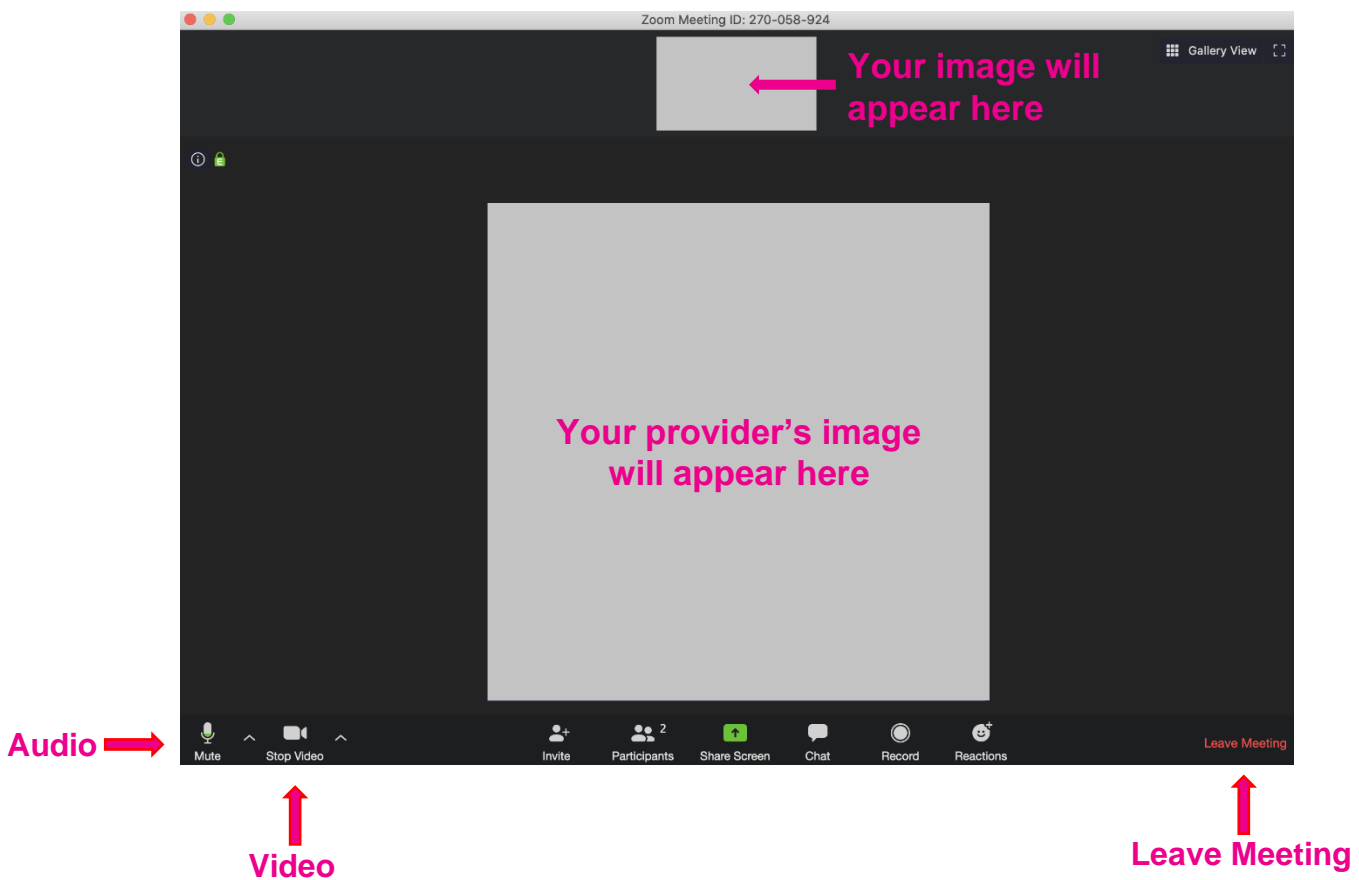 Zoom Meeting ID: 270-058-924
Gallery View
Your image will
appear here
E
Your provider's image
will appear here
2
Mute
Stop Video
Invite
Participants
Share Screen
Chat
Record
Reactions
Leave Meeting
Audio
Video
Leave Meeting